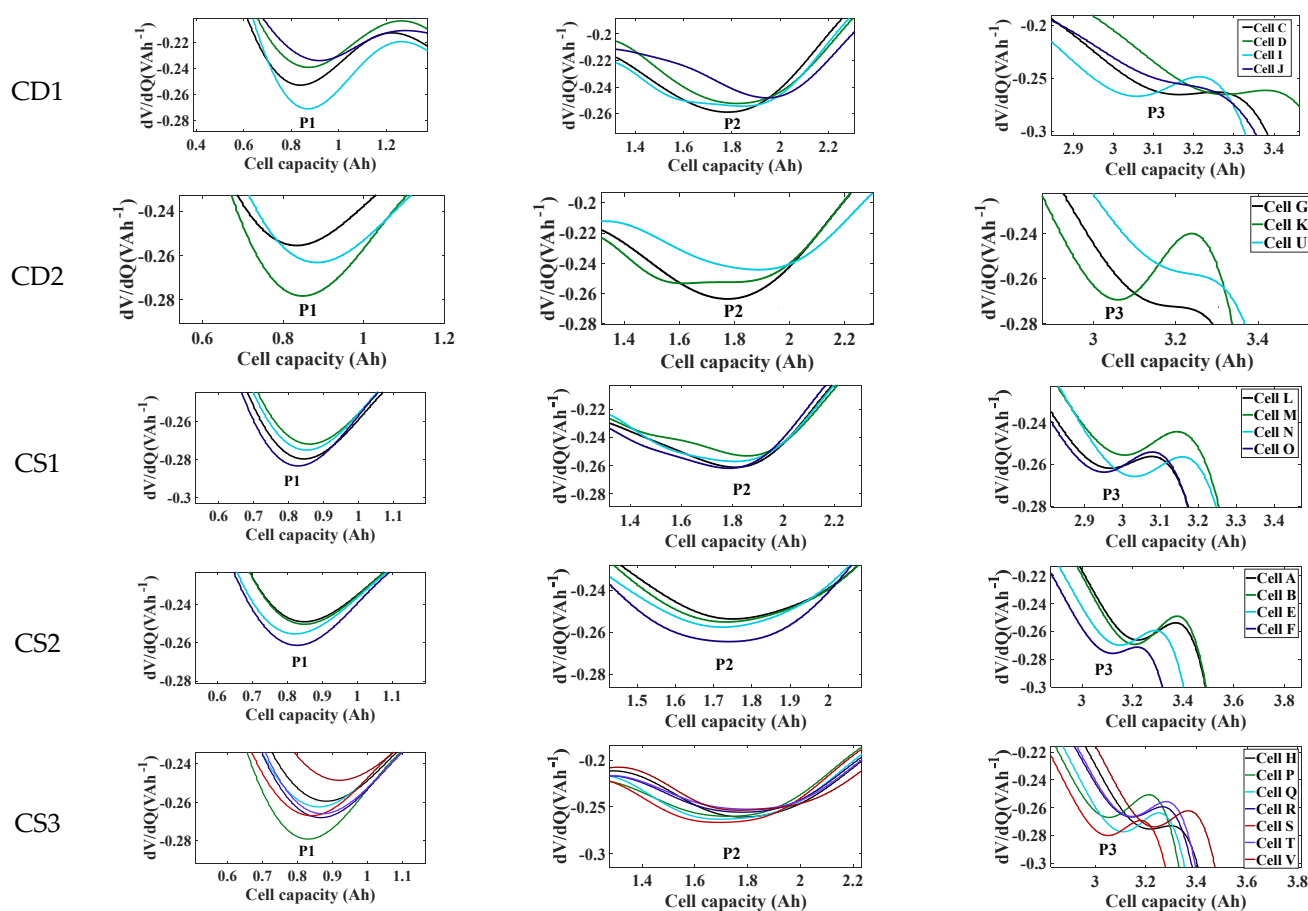 CD1
dV/dQ(VAh⁻¹)
-0.22
-0.24
-0.26
-0.28
P1
0.4 0.6 0.8 1 1.2
Cell capacity (Ah)
dV/dQ(VAh⁻¹)
-0.2
-0.22
-0.24
-0.26
P2
1.4 1.6 1.8 2 2.2
Cell capacity (Ah)
dV/dQ(VAh⁻¹)
-0.2
-0.25
-0.3
P3
Cell C
Cell D
Cell I
Cell J
2.9 3 3.1 3.2 3.3 3.4
Cell capacity (Ah)
CD2
dV/dQ(VAh⁻¹)
-0.24
-0.26
-0.28
P1
0.6 0.8 1 1.2
Cell capacity (Ah)
dV/dQ(VAh⁻¹)
-0.2
-0.22
-0.24
-0.26
-0.28
P2
1.4 1.6 1.8 2 2.2
Cell capacity (Ah)
dV/dQ(VAh⁻¹)
-0.24
-0.26
-0.28
P3
Cell G
Cell K
Cell U
3 3.2 3.4
Cell capacity (Ah)
CS1
dV/dQ(VAh⁻¹)
-0.26
-0.28
-0.3
P1
0.6 0.7 0.8 0.9 1 1.1
Cell capacity (Ah)
dV/dQ(VAh⁻¹)
-0.22
-0.24
-0.26
-0.28
P2
1.4 1.6 1.8 2 2.2
Cell capacity (Ah)
dV/dQ(VAh⁻¹)
-0.24
-0.26
-0.28
P3
Cell L
Cell M
Cell N
Cell O
2.9 3 3.1 3.2 3.3 3.4
Cell capacity (Ah)
CS2
dV/dQ(VAh⁻¹)
-0.24
-0.26
-0.28
P1
0.6 0.7 0.8 0.9 1 1.1
Cell capacity (Ah)
dV/dQ(VAh⁻¹)
-0.24
-0.26
-0.28
P2
1.5 1.6 1.7 1.8 1.9 2
Cell capacity (Ah)
dV/dQ(VAh⁻¹)
-0.22
-0.24
-0.26
-0.28
-0.3
P3
Cell A
Cell B
Cell E
Cell F
3 3.2 3.4 3.6 3.8
Cell capacity (Ah)
CS3
dV/dQ(VAh⁻¹)
-0.24
-0.26
-0.28
P1
0.6 0.7 0.8 0.9 1 1.1
Cell capacity (Ah)
dV/dQ(VAh⁻¹)
-0.2
-0.25
-0.3
P2
1.4 1.6 1.8 2 2.2
Cell capacity (Ah)
dV/dQ(VAh⁻¹)
-0.22
-0.24
-0.26
-0.28
-0.3
P3
Cell H
Cell P
Cell Q
Cell R
Cell S
Cell T
Cell V
3 3.2 3.4 3.6 3.8
Cell capacity (Ah)